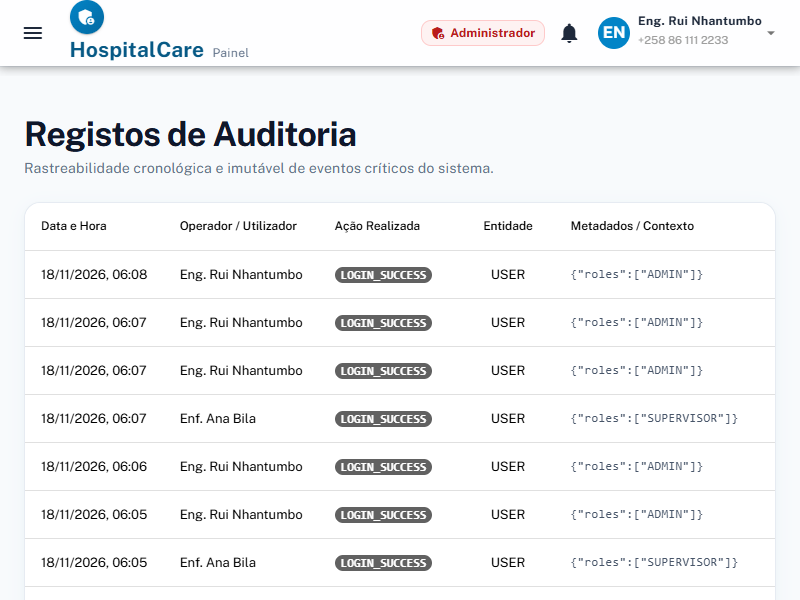 HospitalCare Painel
Administrador
EN
Eng. Rui Nhantumbo
+258 86 111 2233
Registos de Auditoria
Rastreabilidade cronológica e imutável de eventos críticos do sistema.
Data e Hora Operador / Utilizador Ação Realizada Entidade Metadados / Contexto
18/11/2026, 06:08 Eng. Rui Nhantumbo LOGIN_SUCCESS USER {"roles":["ADMIN"]}
18/11/2026, 06:07 Eng. Rui Nhantumbo LOGIN_SUCCESS USER {"roles":["ADMIN"]}
18/11/2026, 06:07 Eng. Rui Nhantumbo LOGIN_SUCCESS USER {"roles":["ADMIN"]}
18/11/2026, 06:07 Enf. Ana Bila LOGIN_SUCCESS USER {"roles":["SUPERVISOR"]}
18/11/2026, 06:06 Eng. Rui Nhantumbo LOGIN_SUCCESS USER {"roles":["ADMIN"]}
18/11/2026, 06:05 Eng. Rui Nhantumbo LOGIN_SUCCESS USER {"roles":["ADMIN"]}
18/11/2026, 06:05 Enf. Ana Bila LOGIN_SUCCESS USER {"roles":["SUPERVISOR"]}